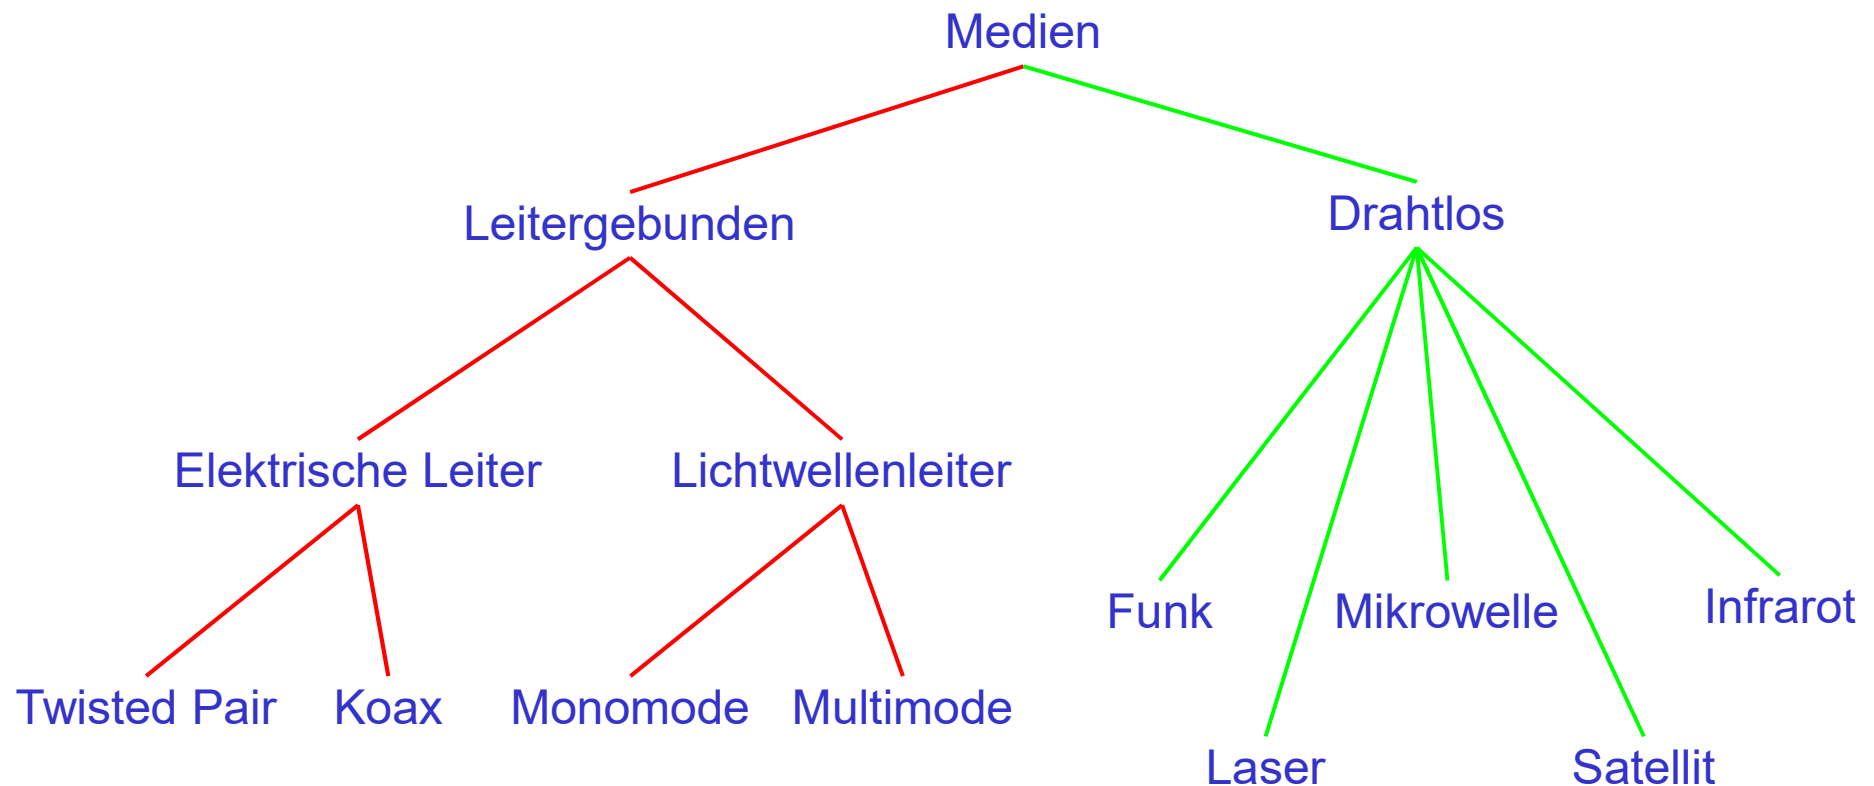 Medien
Leitergebunden
Drahtlos
Elektrische Leiter
Lichtwellenleiter
Funk
Mikrowelle
Infrarot
Twisted Pair
Koax
Monomode
Multimode
Laser
Satellit